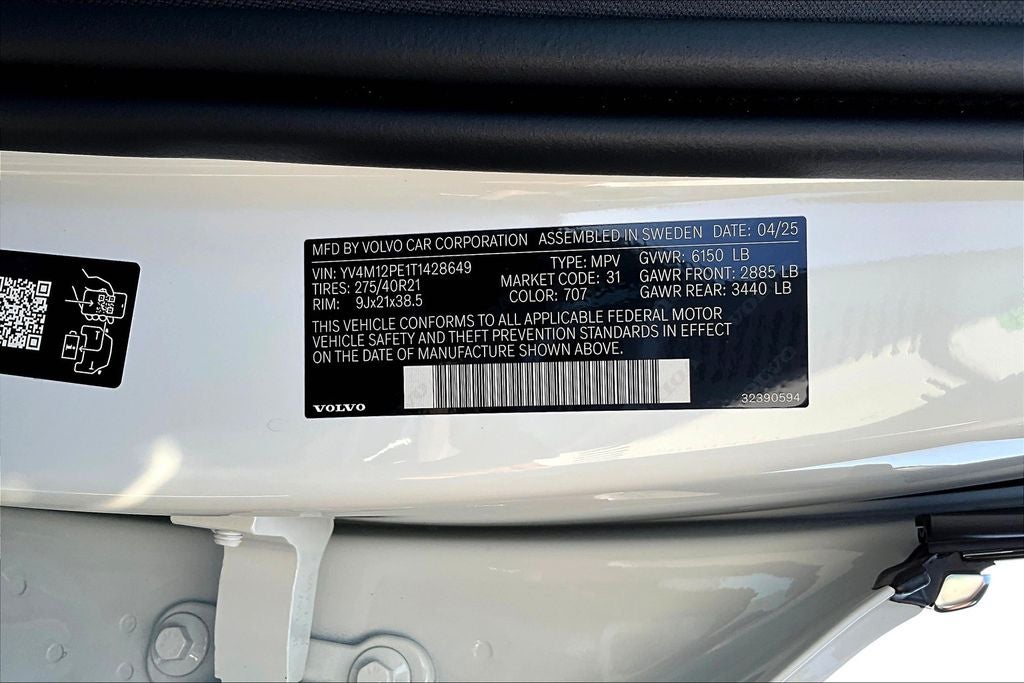 MFD BY VOLVO CAR CORPORATION ASSEMBLED IN SWEDEN DATE: 04/25
VIN: YV4M12PE1T1428649 TYPE: MPV GVWR: 6150 LB
TIRES: 275/40R21 MARKET CODE: 31 GAWR FRONT: 2885 LB
RIM: 9Jx21x38.5 COLOR: 707 GAWR REAR: 3440 LB
THIS VEHICLE CONFORMS TO ALL APPLICABLE FEDERAL MOTOR
VEHICLE SAFETY AND THEFT PREVENTION STANDARDS IN EFFECT
ON THE DATE OF MANUFACTURE SHOWN ABOVE.
VOLVO 32390594